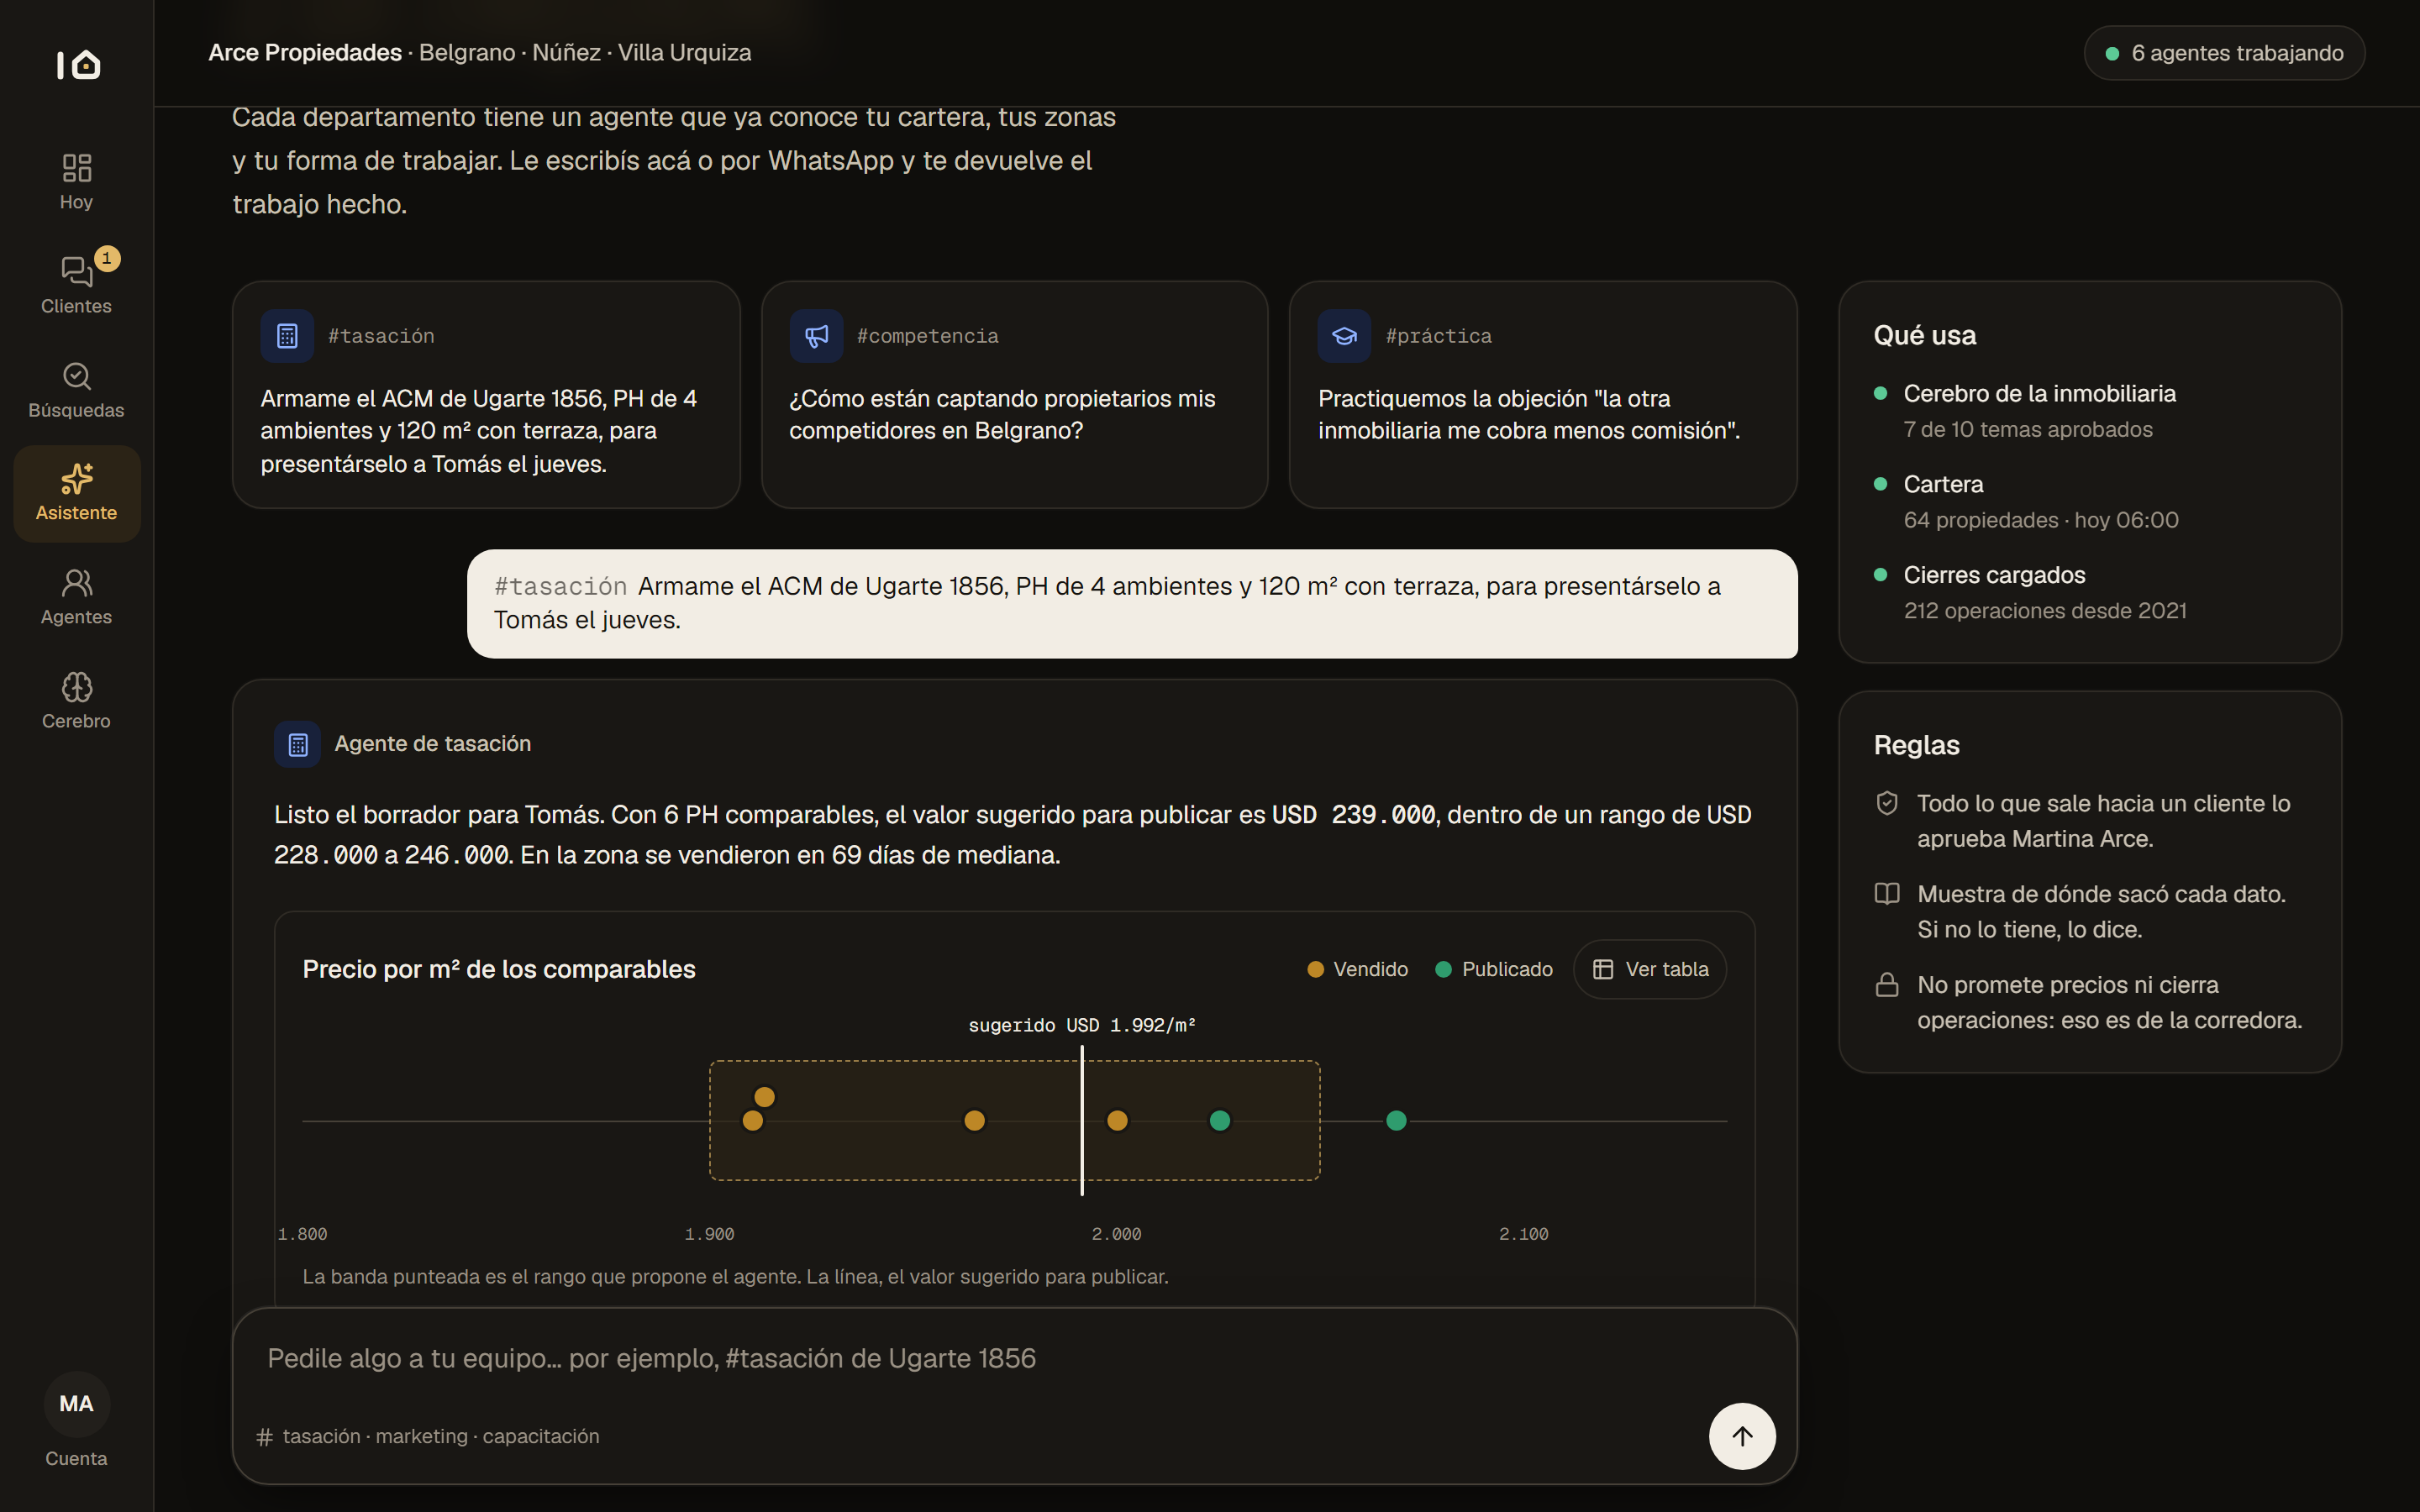 Arce Propiedades · Belgrano · Núñez · Villa Urquiza
6 agentes trabajando
Hoy
1
Clientes
Búsquedas
Asistente
Agentes
Cerebro
MA
Cuenta
Cada departamento tiene un agente que ya conoce tu cartera, tus zonas
y tu forma de trabajar. Le escribís acá o por WhatsApp y te devuelve el
trabajo hecho.
#tasación
Armame el ACM de Ugarte 1856, PH de 4
ambientes y 120 m² con terraza, para
presentárselo a Tomás el jueves.
#competencia
¿Cómo están captando propietarios mis
competidores en Belgrano?
#práctica
Practiquemos la objeción "la otra
inmobiliaria me cobra menos comisión".
#tasación Armame el ACM de Ugarte 1856, PH de 4 ambientes y 120 m² con terraza, para presentárselo a
Tomás el jueves.
Agente de tasación
Listo el borrador para Tomás. Con 6 PH comparables, el valor sugerido para publicar es USD 239.000, dentro de un rango de USD
228.000 a 246.000. En la zona se vendieron en 69 días de mediana.
Precio por m² de los comparables
Vendido
Publicado
Ver tabla
sugerido USD 1.992/m²
1.800
1.900
2.000
2.100
La banda punteada es el rango que propone el agente. La línea, el valor sugerido para publicar.
Pedile algo a tu equipo... por ejemplo, #tasación de Ugarte 1856
# tasación · marketing · capacitación
Qué usa
Cerebro de la inmobiliaria
7 de 10 temas aprobados
Cartera
64 propiedades · hoy 06:00
Cierres cargados
212 operaciones desde 2021
Reglas
Todo lo que sale hacia un cliente lo
aprueba Martina Arce.
Muestra de dónde sacó cada dato.
Si no lo tiene, lo dice.
No promete precios ni cierra
operaciones: eso es de la corredora.